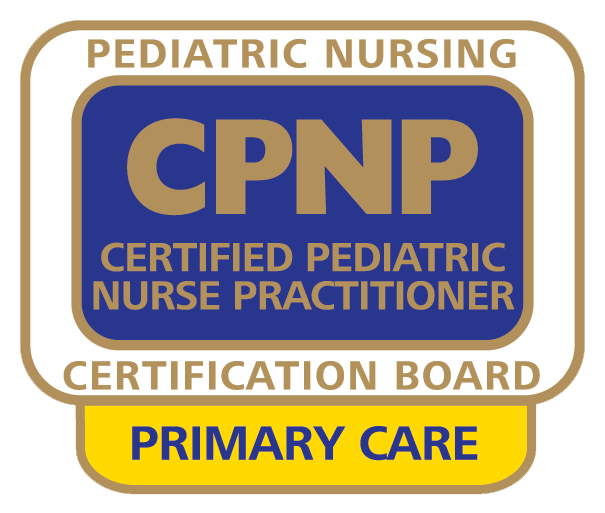 PEDIATRIC NURSING
CPNP
CERTIFIED PEDIATRIC
NURSE PRACTITIONER
CERTIFICATION BOARD
PRIMARY CARE